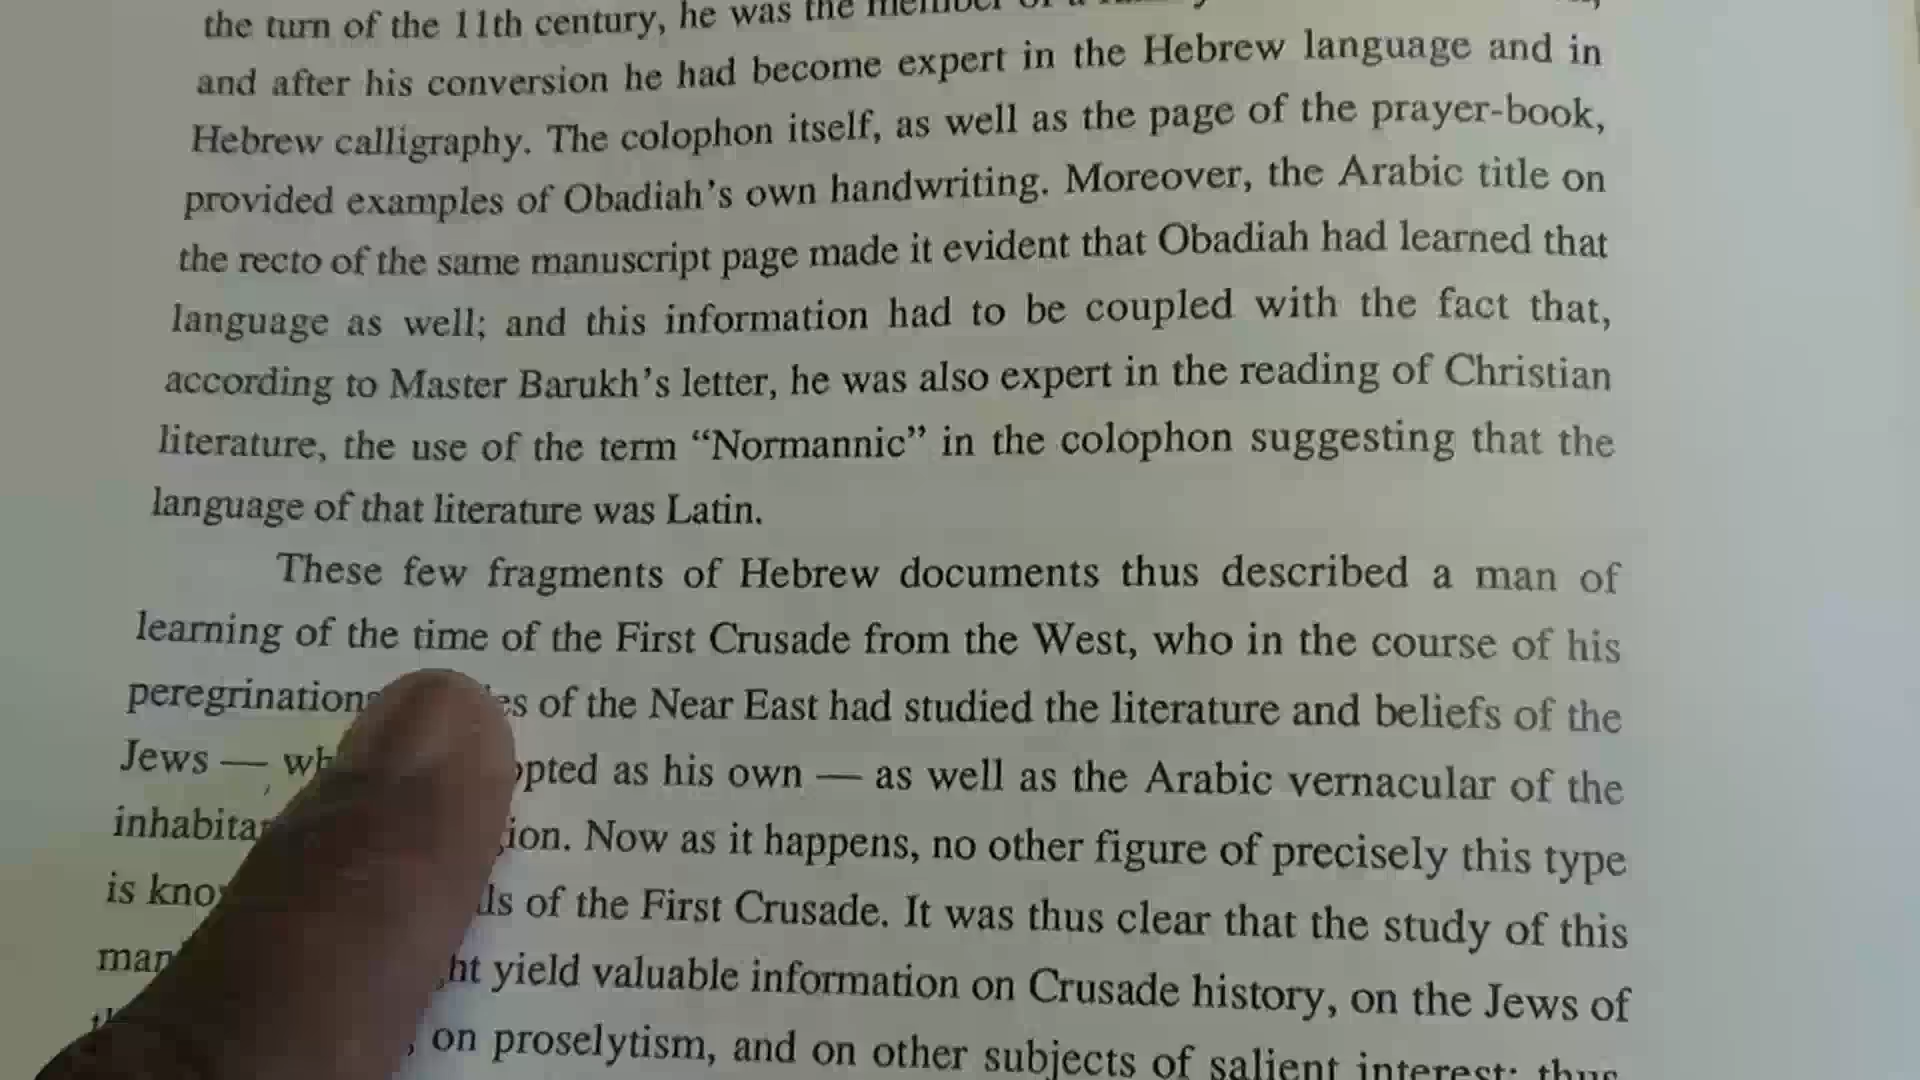 the turn of the 11th century, he was the member of a
and after his conversion he had become expert in the Hebrew language and in
Hebrew calligraphy. The colophon itself, as well as the page of the prayer-book,
provided examples of Obadiah's own handwriting. Moreover, the Arabic title on
the recto of the same manuscript page made it evident that Obadiah had learned that
language as well; and this information had to be coupled with the fact that,
according to Master Barukh's letter, he was also expert in the reading of Christian
literature, the use of the term “Normannic” in the colophon suggesting that the
language of that literature was Latin.
These few fragments of Hebrew documents thus described a man of
learning of the time of the First Crusade from the West, who in the course of his
of the Near East had studied the literature and beliefs of the
Jews — as his own — as well as the Arabic vernacular of the
Now as it happens, no other figure of precisely this type
is of the First Crusade. It was thus clear that the study of this
yield valuable information on Crusade history, on the Jews of
on proselytism, and on other subjects of salient interest; thus